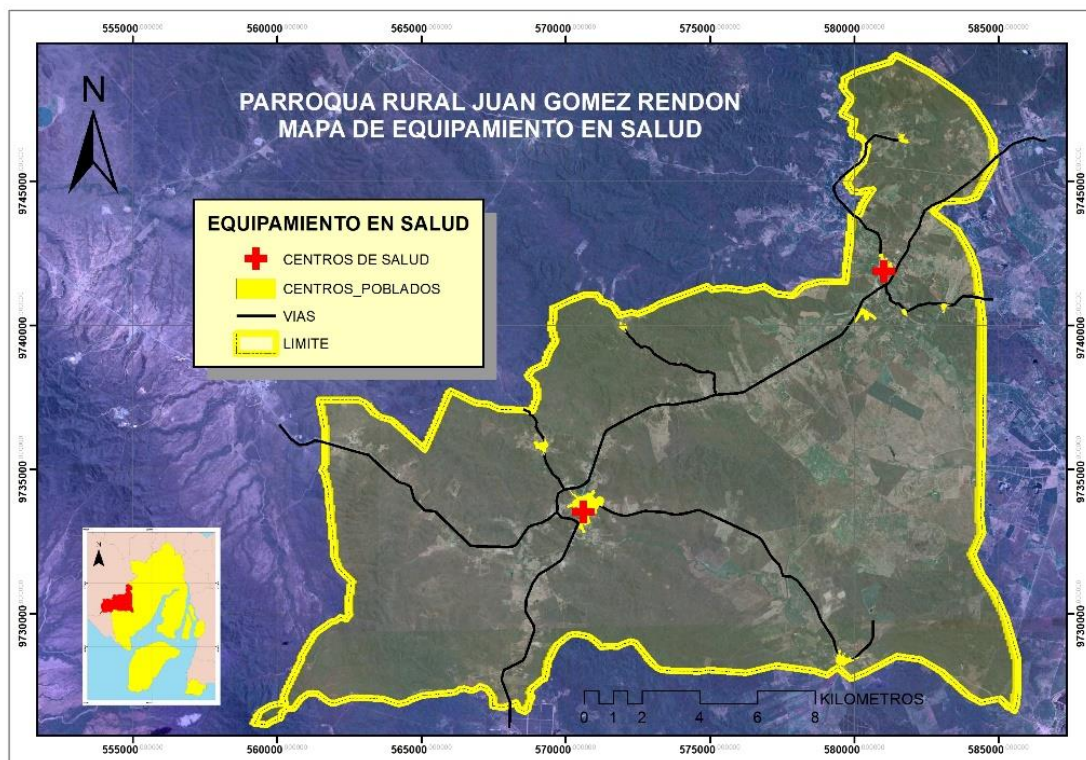 555000 560000 565000 570000 575000 580000 585000
N
PARROQUA RURAL JUAN GOMEZ RENDON
MAPA DE EQUIPAMIENTO EN SALUD
9745000 9745000
EQUIPAMIENTO EN SALUD
CENTROS DE SALUD
CENTROS_POBLADOS
VIAS
LIMITE
9740000 9740000
9735000 9735000
9730000 9730000
KILOMETROS
0 1 2 4 6 8
555000 560000 565000 570000 575000 580000 585000